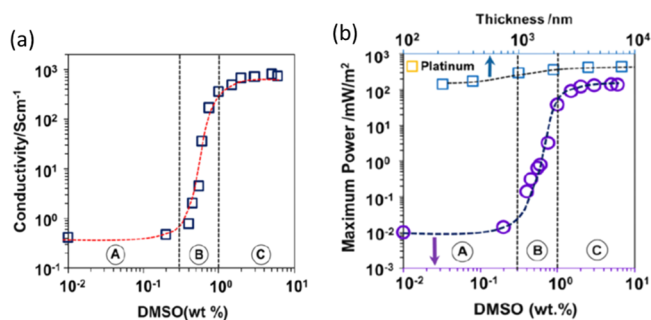 (a)
Conductivity/Scm⁻¹
10³
10²
10¹
10⁰
10⁻¹
A
B
C
10⁻²
10⁻¹
10⁰
10¹
DMSO(wt %)
(b)
Thickness /nm
10²
10³
10⁴
Maximum Power /mW/m²
10³
10²
10¹
10⁰
10⁻¹
10⁻²
10⁻³
Platinum
A
B
C
10⁻²
10⁻¹
10⁰
10¹
DMSO (wt.%)